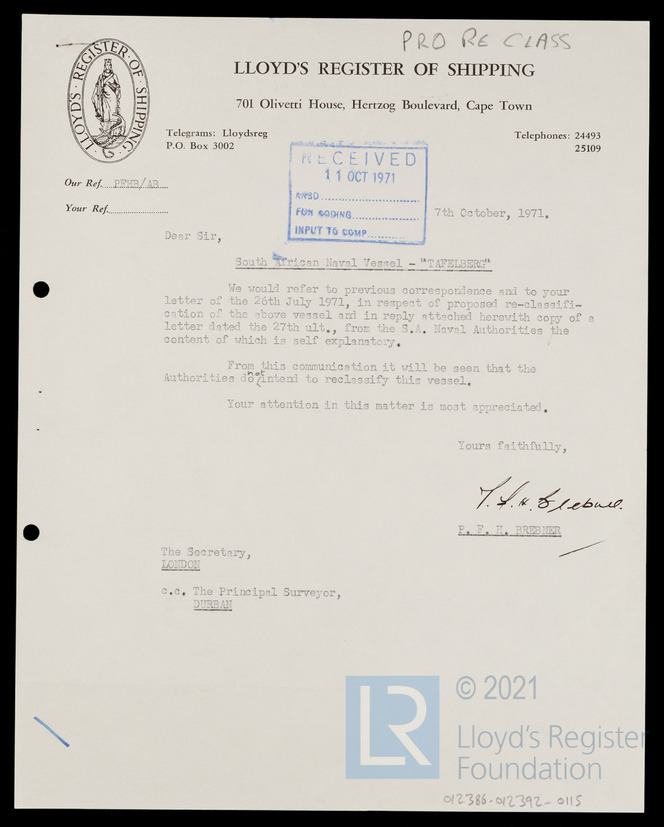 PRO RE CLASS
LLOYD'S REGISTER OF SHIPPING
LLOYD'S · REGISTER · OF · SHIPPING ·
701 Olivetti House, Hertzog Boulevard, Cape Town
Telegrams: Lloydsreg
P.O. Box 3002
Telephones: 24493
25109
RECEIVED
11 OCT 1971
ANSD
FUN CODING
INPUT TO COMP
Our Ref. PFHB/AB
Your Ref.
7th October, 1971.
Dear Sir,
South African Naval Vessel - "TAFELBERG"
We would refer to previous correspondence and to your
letter of the 26th July 1971, in respect of proposed re-classifi-
cation of the above vessel and in reply attached herewith copy of a
letter dated the 27th ult., from the S.A. Naval Authorities the
content of which is self explanatory.
From this communication it will be seen that the
Authorities do not intend to reclassify this vessel.
Your attention in this matter is most appreciated.
Yours faithfully,
P. F. H. BREBNER
The Secretary,
LONDON
c.c. The Principal Surveyor,
DURBAN
LR
© 2021
Lloyd's Register
Foundation
012386-012392-0115